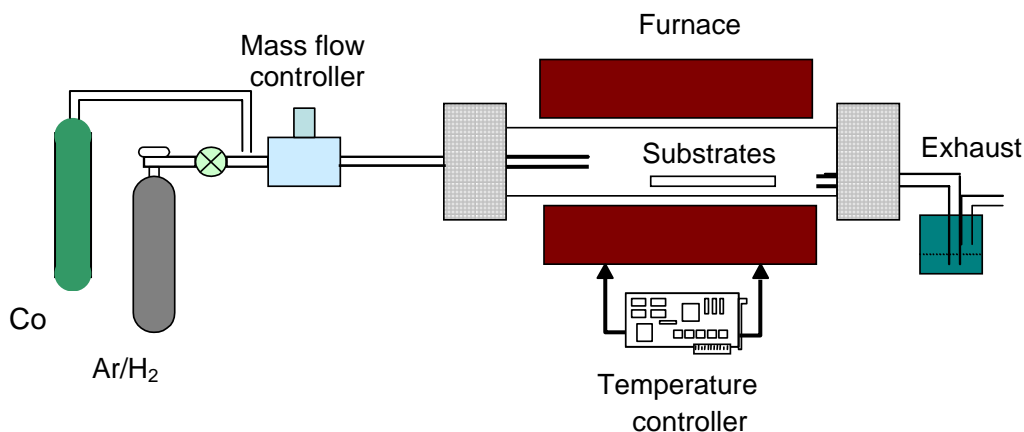 Mass flow
controller
Furnace
Substrates
Exhaust
Co
Ar/H₂
Temperature
controller